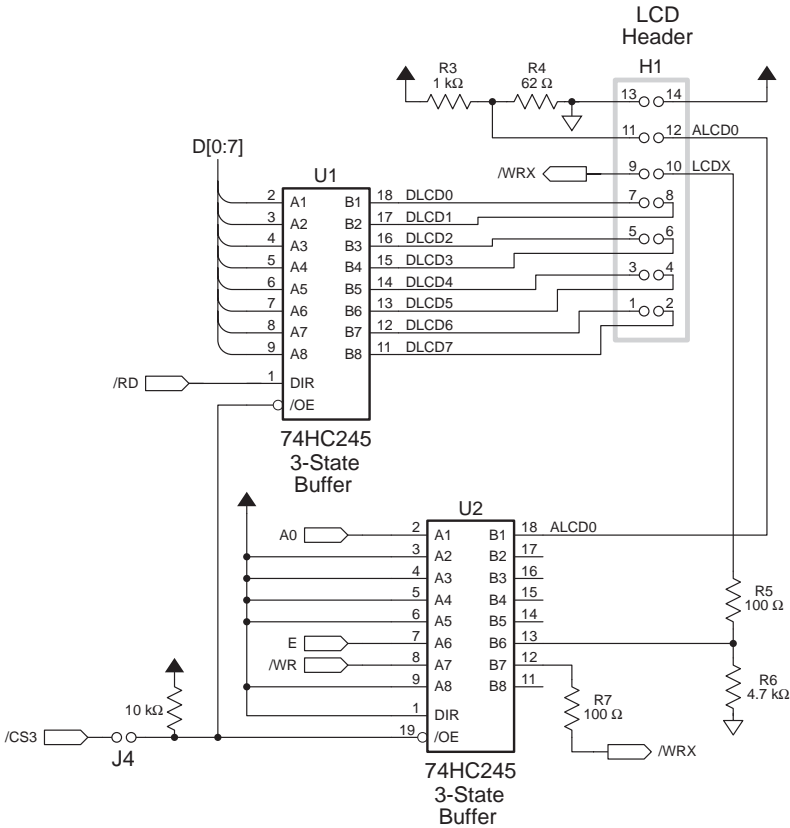 LCD
Header
H1
R3
1 kΩ
R4
62 Ω
13 14
11 12 ALCD0
/WRX 9 10 LCDX
D[0:7]
U1
2 A1 B1 18 DLCD0 7 8
3 A2 B2 17 DLCD1
4 A3 B3 16 DLCD2 5 6
5 A4 B4 15 DLCD3
6 A5 B5 14 DLCD4 3 4
7 A6 B6 13 DLCD5
8 A7 B7 12 DLCD6 1 2
9 A8 B8 11 DLCD7
/RD 1 DIR
/OE
74HC245
3-State
Buffer
U2
A0 2 A1 B1 18 ALCD0
3 A2 B2 17
4 A3 B3 16
5 A4 B4 15
6 A5 B5 14
E 7 A6 B6 13
/WR 8 A7 B7 12
9 A8 B8 11
1 DIR
19 /OE
R5
100 Ω
R6
4.7 kΩ
R7
100 Ω
/WRX
10 kΩ
/CS3
J4
74HC245
3-State
Buffer